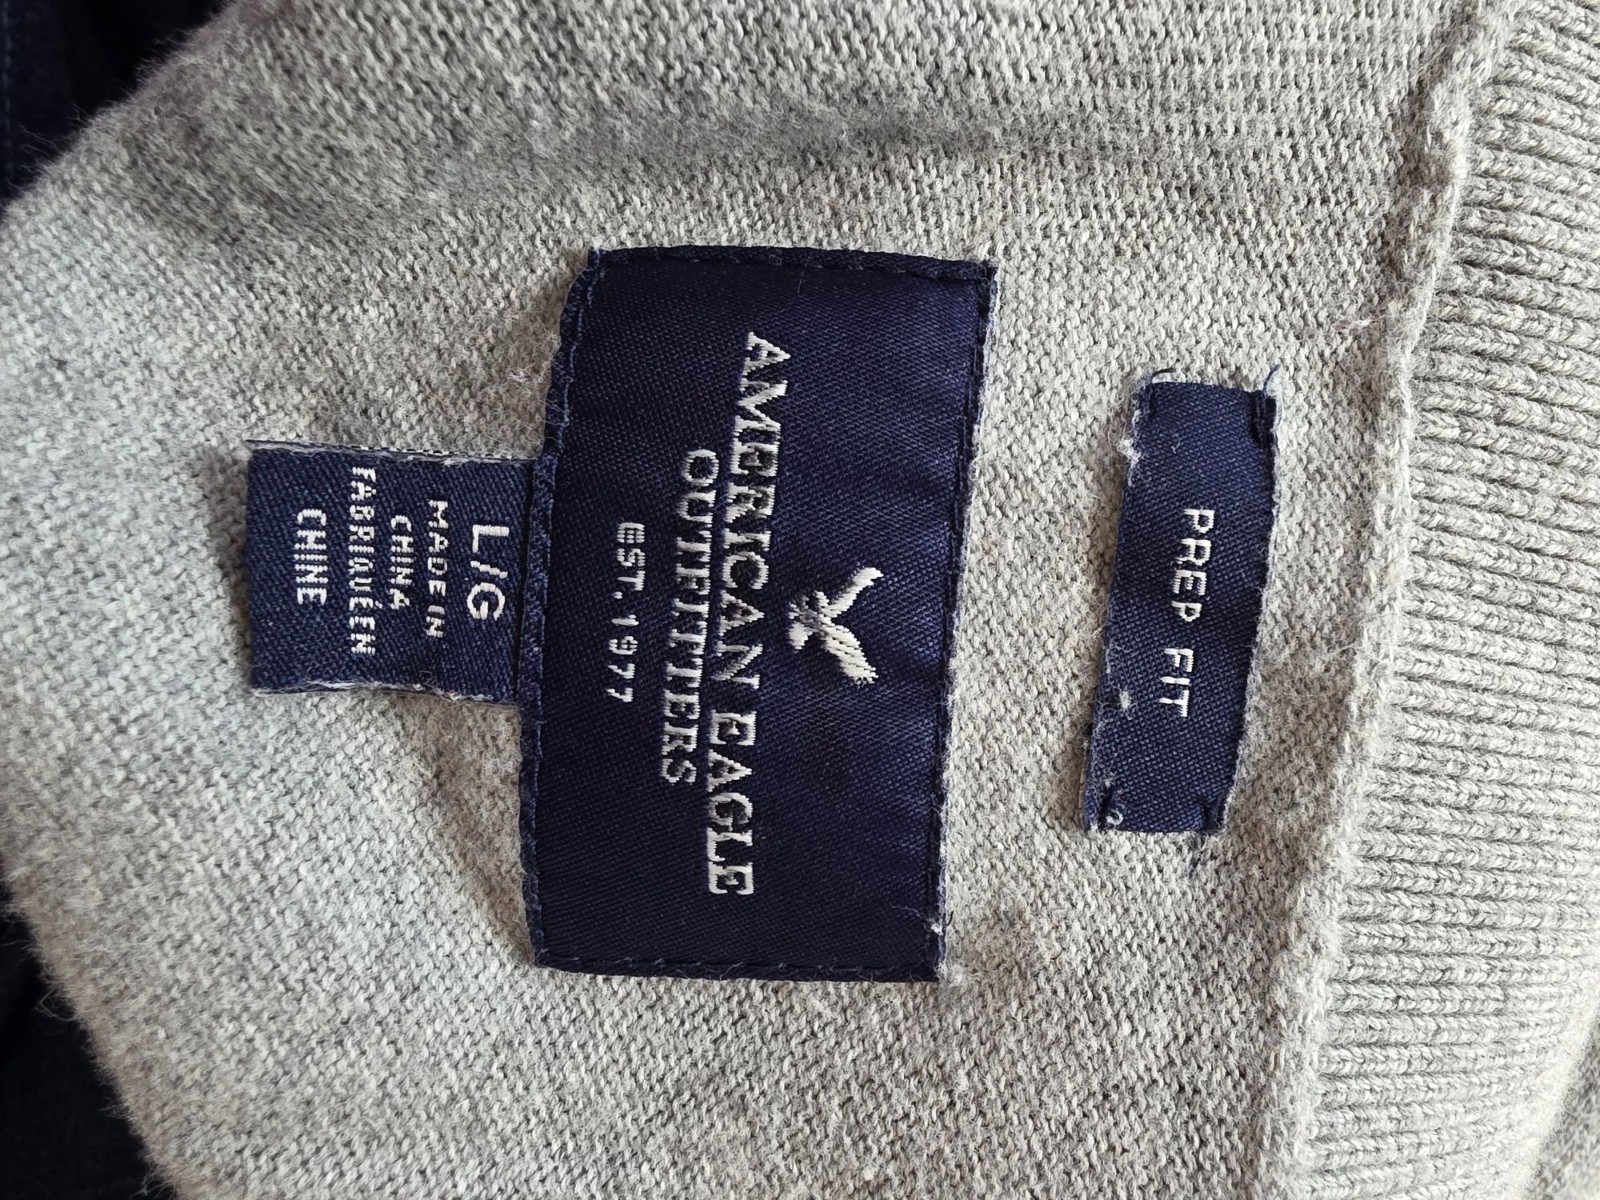 PREP FIT
AMERICAN EAGLE
OUTFITTERS
EST. 1977
L/G
MADE IN
CHINA
FABRIQUÉ EN
CHINE